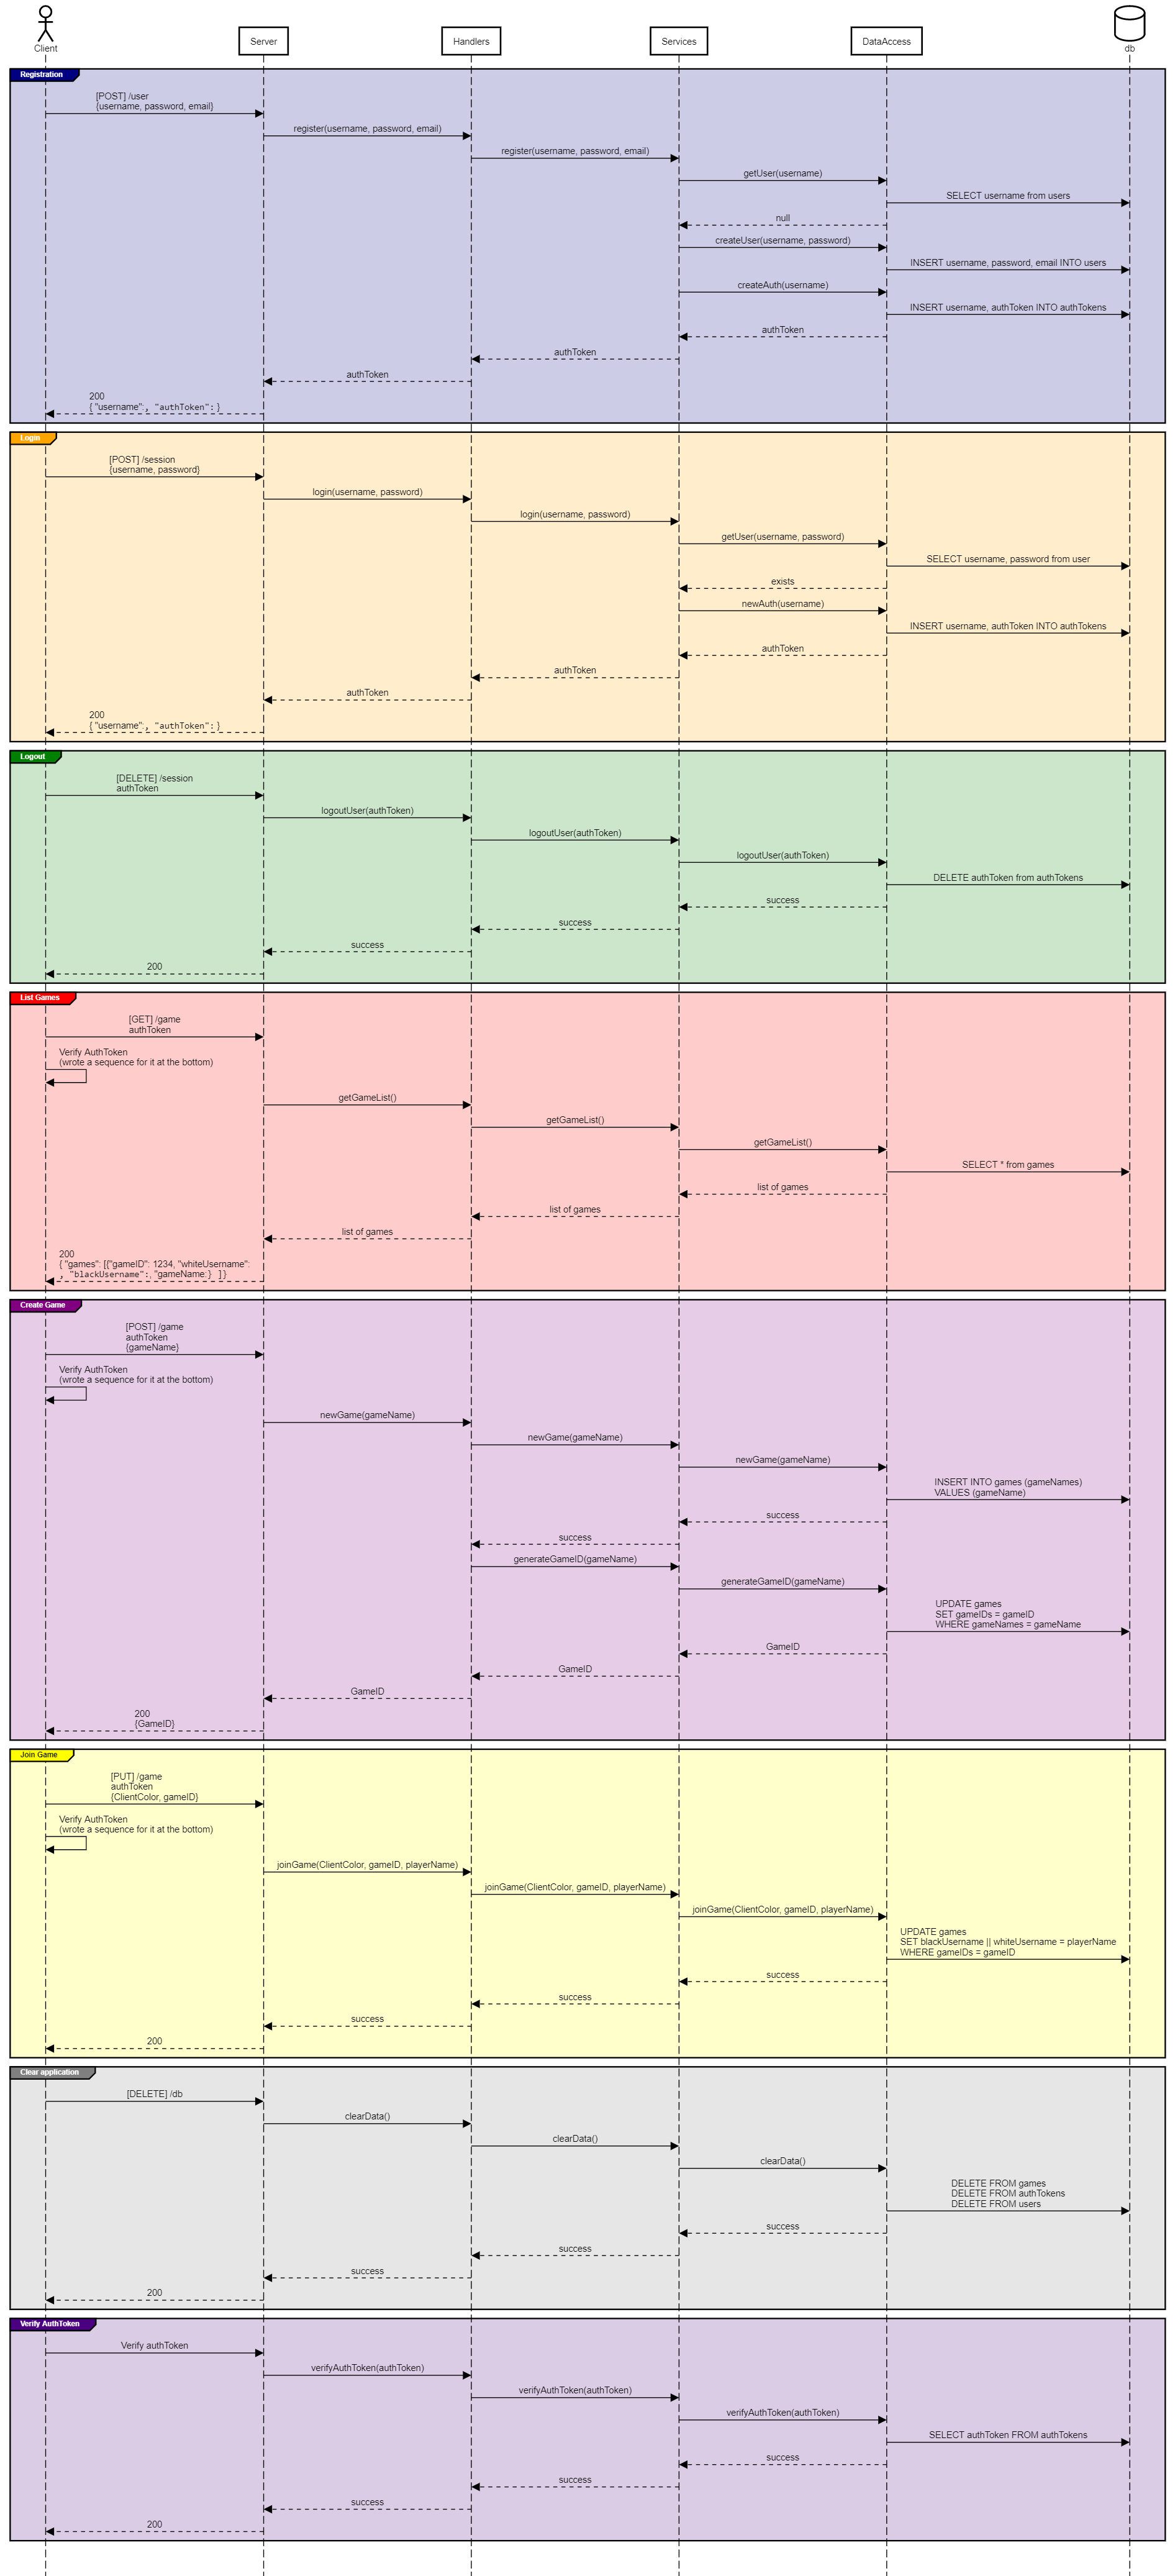 Client
Server
Handlers
Services
DataAccess
db
Registration
[POST] /user
{username, password, email}
register(username, password, email)
register(username, password, email)
getUser(username)
SELECT username from users
null
createUser(username, password)
INSERT username, password, email INTO users
createAuth(username)
INSERT username, authToken INTO authTokens
authToken
authToken
authToken
200
{ "username":, "authToken": }
Login
[POST] /session
{username, password}
login(username, password)
login(username, password)
getUser(username, password)
SELECT username, password from user
exists
newAuth(username)
INSERT username, authToken INTO authTokens
authToken
authToken
authToken
200
{ "username":, "authToken": }
Logout
[DELETE] /session
authToken
logoutUser(authToken)
logoutUser(authToken)
logoutUser(authToken)
DELETE authToken from authTokens
success
success
success
200
List Games
[GET] /game
authToken
Verify AuthToken
(wrote a sequence for it at the bottom)
getGameList()
getGameList()
getGameList()
SELECT * from games
list of games
list of games
list of games
200
{ "games": [{"gameID": 1234, "whiteUsername":
, "blackUsername":, "gameName:} ]}
Create Game
[POST] /game
authToken
{gameName}
Verify AuthToken
(wrote a sequence for it at the bottom)
newGame(gameName)
newGame(gameName)
newGame(gameName)
INSERT INTO games (gameNames)
VALUES (gameName)
success
success
generateGameID(gameName)
generateGameID(gameName)
UPDATE games
SET gameIDs = gameID
WHERE gameNames = gameName
GameID
GameID
GameID
200
{GameID}
Join Game
[PUT] /game
authToken
{ClientColor, gameID}
Verify AuthToken
(wrote a sequence for it at the bottom)
joinGame(ClientColor, gameID, playerName)
joinGame(ClientColor, gameID, playerName)
joinGame(ClientColor, gameID, playerName)
UPDATE games
SET blackUsername || whiteUsername = playerName
WHERE gameIDs = gameID
success
success
success
200
Clear application
[DELETE] /db
clearData()
clearData()
clearData()
DELETE FROM games
DELETE FROM authTokens
DELETE FROM users
success
success
success
200
Verify AuthToken
Verify authToken
verifyAuthToken(authToken)
verifyAuthToken(authToken)
verifyAuthToken(authToken)
SELECT authToken FROM authTokens
success
success
success
200